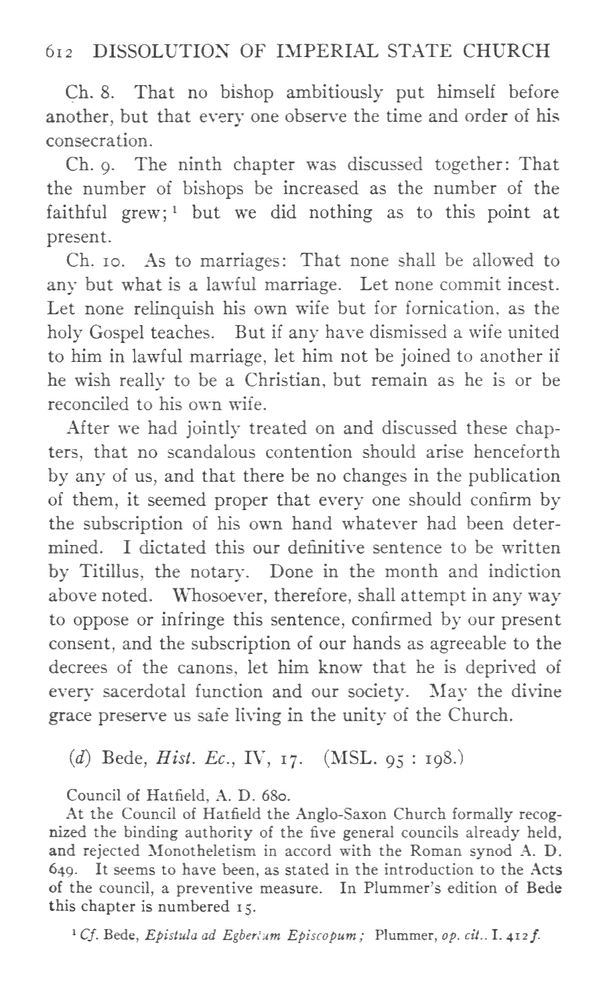 612 DISSOLUTION OF IMPERIAL STATE CHURCH
Ch. 8. That no bishop ambitiously put himself before
another, but that every one observe the time and order of his
consecration.
Ch. 9. The ninth chapter was discussed together: That
the number of bishops be increased as the number of the
faithful grew; ¹ but we did nothing as to this point at
present.
Ch. 10. As to marriages: That none shall be allowed to
any but what is a lawful marriage. Let none commit incest.
Let none relinquish his own wife but for fornication, as the
holy Gospel teaches. But if any have dismissed a wife united
to him in lawful marriage, let him not be joined to another if
he wish really to be a Christian, but remain as he is or be
reconciled to his own wife.
After we had jointly treated on and discussed these chap-
ters, that no scandalous contention should arise henceforth
by any of us, and that there be no changes in the publication
of them, it seemed proper that every one should confirm by
the subscription of his own hand whatever had been deter-
mined. I dictated this our definitive sentence to be written
by Titillus, the notary. Done in the month and indiction
above noted. Whosoever, therefore, shall attempt in any way
to oppose or infringe this sentence, confirmed by our present
consent, and the subscription of our hands as agreeable to the
decrees of the canons, let him know that he is deprived of
every sacerdotal function and our society. May the divine
grace preserve us safe living in the unity of the Church.
(d) Bede, Hist. Ec., IV, 17. (MSL. 95 : 198.)
Council of Hatfield, A. D. 680.
At the Council of Hatfield the Anglo-Saxon Church formally recog-
nized the binding authority of the five general councils already held,
and rejected Monotheletism in accord with the Roman synod A. D.
649. It seems to have been, as stated in the introduction to the Acts
of the council, a preventive measure. In Plummer's edition of Bede
this chapter is numbered 15.
¹ Cf. Bede, Epistula ad Egberium Episcopum; Plummer, op. cit.. I. 412 f.